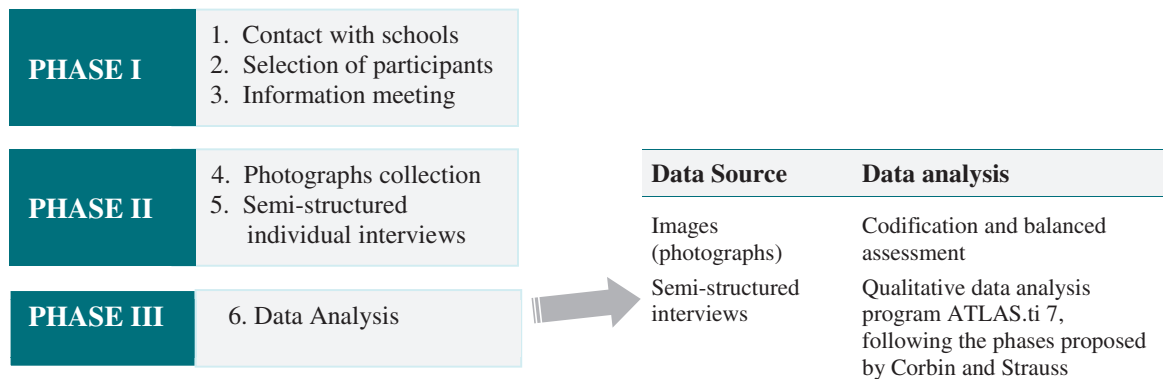 PHASE I
1. Contact with schools
2. Selection of participants
3. Information meeting
PHASE II
4. Photographs collection
5. Semi-structured
individual interviews
PHASE III
6. Data Analysis
Data Source Data analysis
Images
(photographs)
Codification and balanced
assessment
Semi-structured
interviews
Qualitative data analysis
program ATLAS.ti 7,
following the phases proposed
by Corbin and Strauss